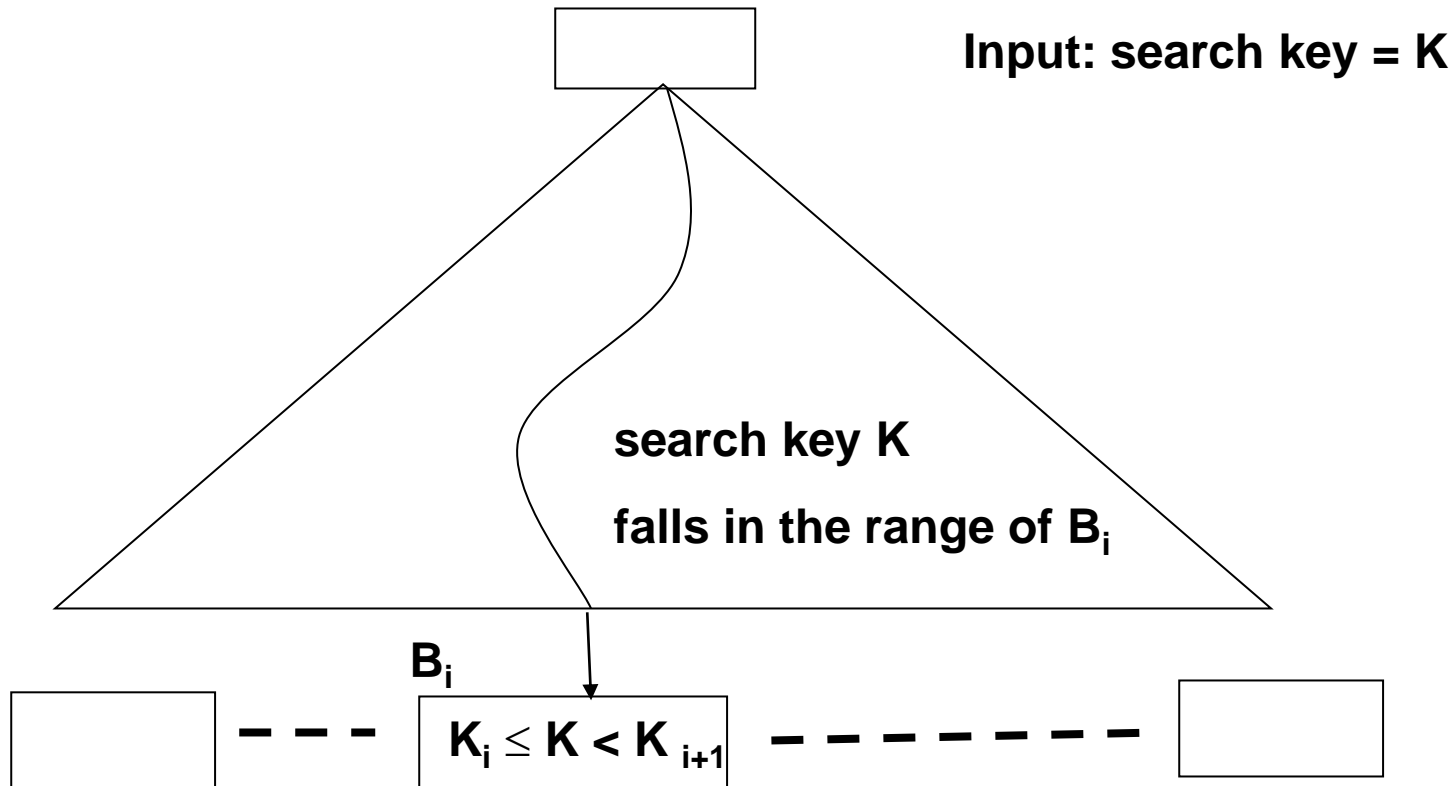 Input: search key = K
search key K
falls in the range of Bᵢ
Bᵢ
Kᵢ ≤ K < K ᵢ₊₁